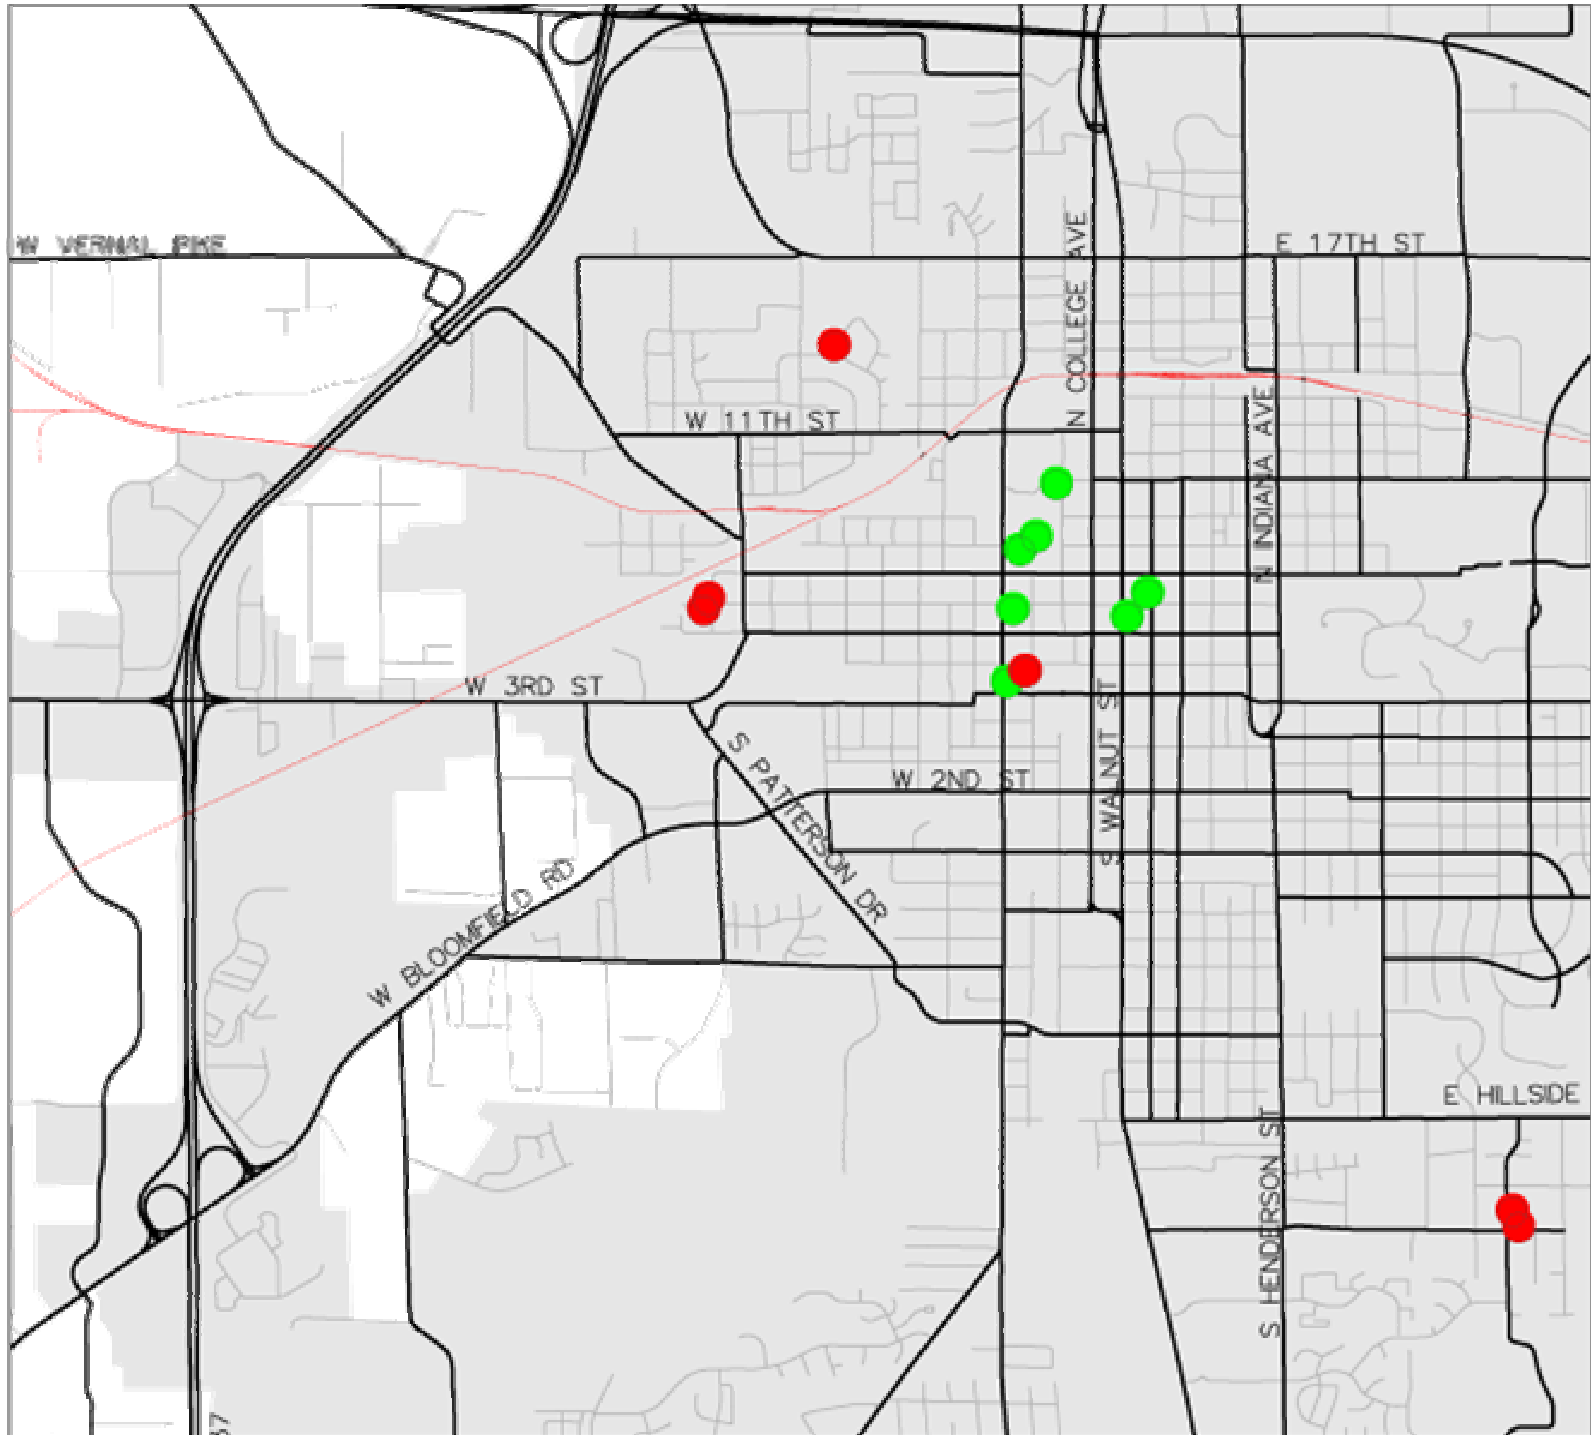 W VERNAL PIKE
E 17TH ST
N COLLEGE AVE
W 11TH ST
N INDIANA AVE
W 3RD ST
S PATTERSON DR
W 2ND ST
S WALNUT ST
W BLOOMFIELD RD
E HILLSIDE
S HENDERSON ST